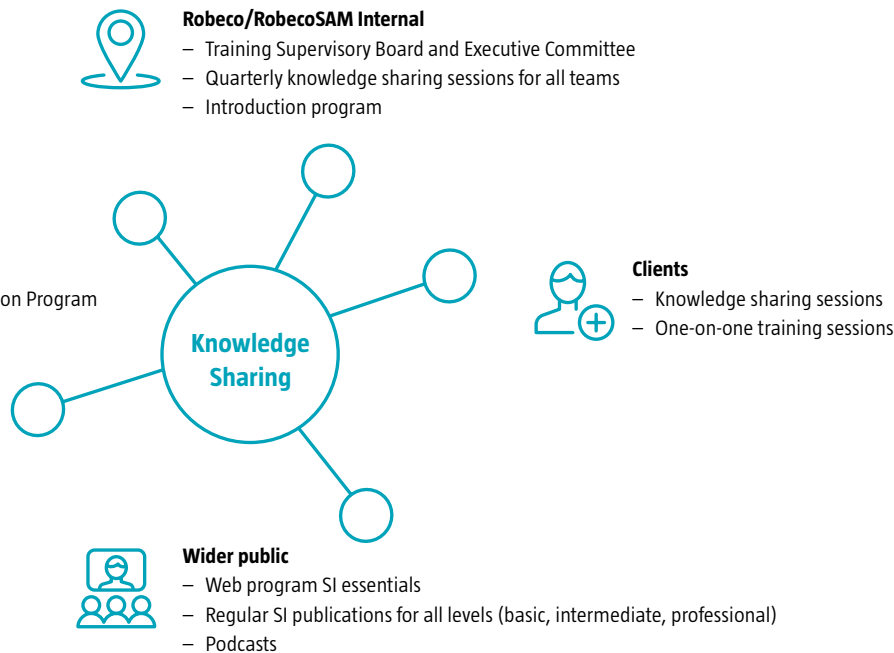 Robeco/RobecoSAM Internal
– Training Supervisory Board and Executive Committee
– Quarterly knowledge sharing sessions for all teams
– Introduction program
on Program
Clients
– Knowledge sharing sessions
– One-on-one training sessions
Knowledge
Sharing
Wider public
– Web program SI essentials
– Regular SI publications for all levels (basic, intermediate, professional)
– Podcasts